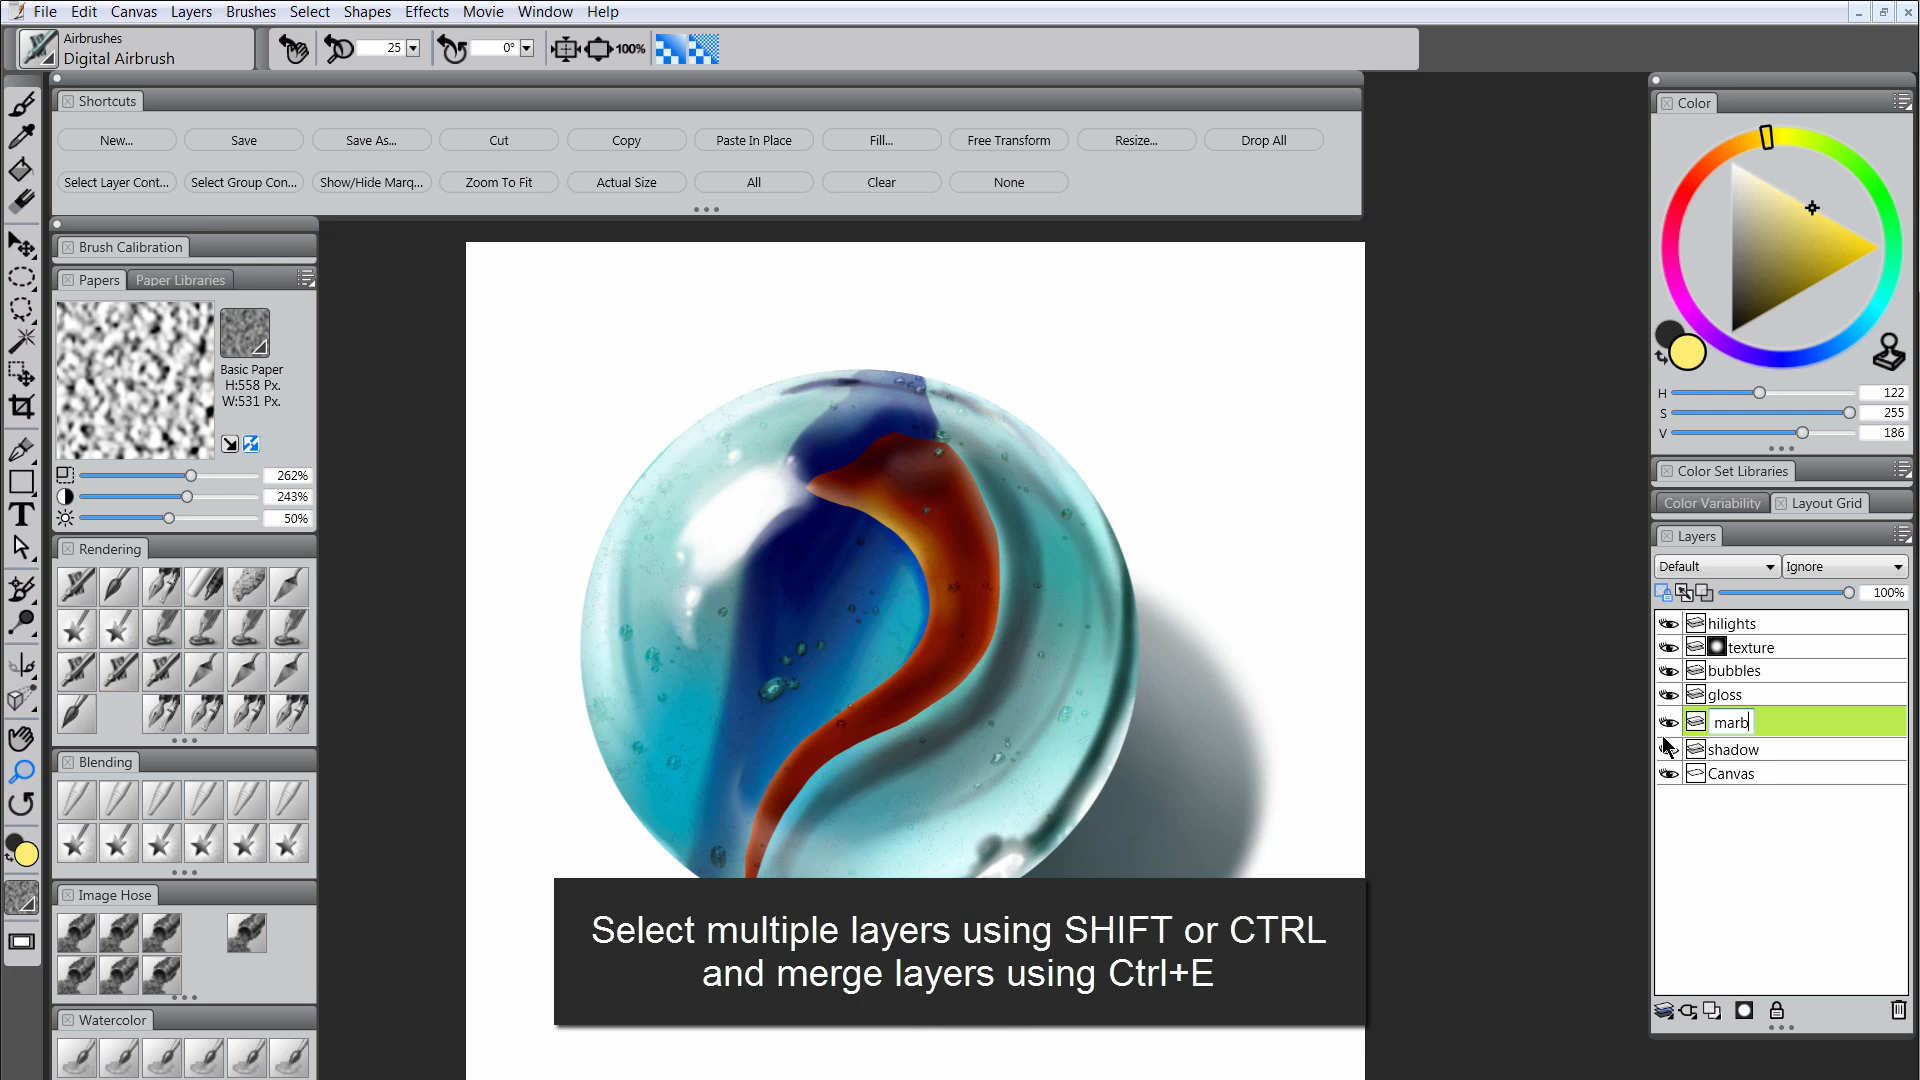 File Edit Canvas Layers Brushes Select Shapes Effects Movie Window Help
Airbrushes
Digital Airbrush
25
0°
100%
Shortcuts
New... Save Save As... Cut Copy Paste In Place Fill... Free Transform Resize... Drop All
Select Layer Cont... Select Group Con... Show/Hide Marq... Zoom To Fit Actual Size All Clear None
Brush Calibration
Papers Paper Libraries
Basic Paper
H:558 Px.
W:531 Px.
262%
243%
50%
Rendering
Blending
Image Hose
Watercolor
T
Select multiple layers using SHIFT or CTRL
and merge layers using Ctrl+E
Color
H 122
S 255
V 186
Color Set Libraries
Color Variability Layout Grid
Layers
Default Ignore
100%
hilights
texture
bubbles
gloss
marb
shadow
Canvas